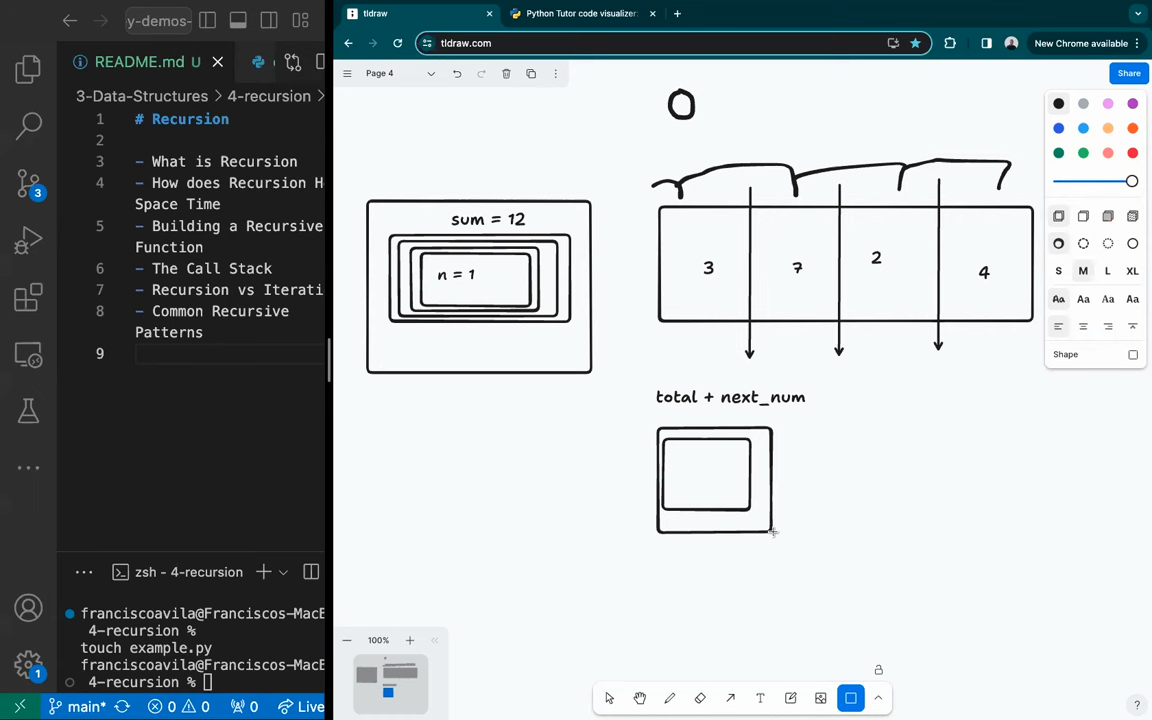 y-demos-
README.md U
3-Data-Structures > 4-recursion >
1 # Recursion
2
3 - What is Recursion
4 - How does Recursion H
Space Time
5 - Building a Recursive
Function
6 - The Call Stack
7 - Recursion vs Iterati
8 - Common Recursive
Patterns
9
3
1
zsh - 4-recursion
franciscoavila@Franciscos-MacB
4-recursion %
touch example.py
franciscoavila@Franciscos-MacB
4-recursion %
main* 0 0 0 Live
tldraw
Python Tutor code visualizer:
tldraw.com
New Chrome available
Page 4
Share
0
sum = 12
n = 1
3 7 2 4
total + next_num
S M L XL
Aa Aa Aa Aa
Shape
100%
T
?